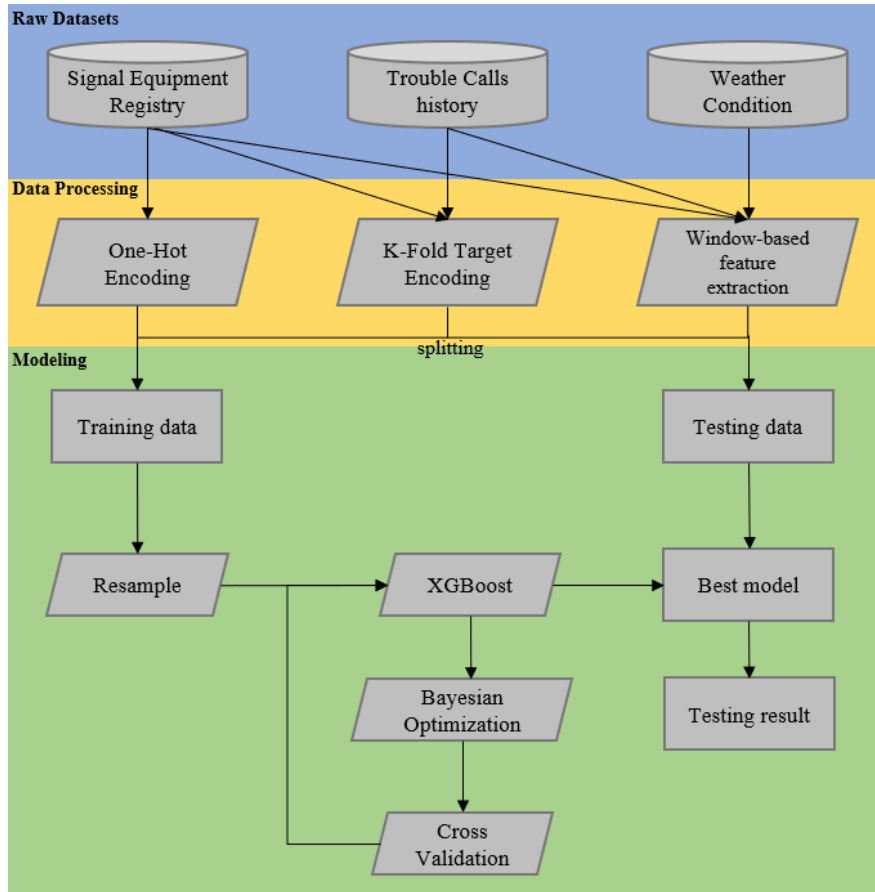 Raw Datasets
Signal Equipment
Registry
Trouble Calls
history
Weather
Condition
Data Processing
One-Hot
Encoding
K-Fold Target
Encoding
Window-based
feature
extraction
splitting
Modeling
Training data
Testing data
Resample
XGBoost
Best model
Bayesian
Optimization
Testing result
Cross
Validation